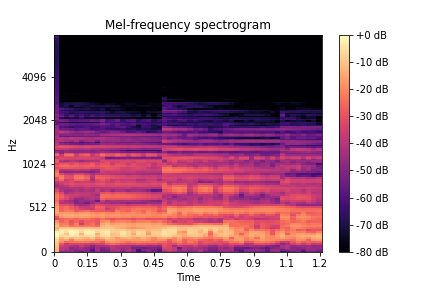 Mel-frequency spectrogram
+0 dB
-10 dB
-20 dB
-30 dB
-40 dB
-50 dB
-60 dB
-70 dB
-80 dB
Hz
4096
2048
1024
512
0
0 0.15 0.3 0.45 0.6 0.75 0.9 1.1 1.2
Time